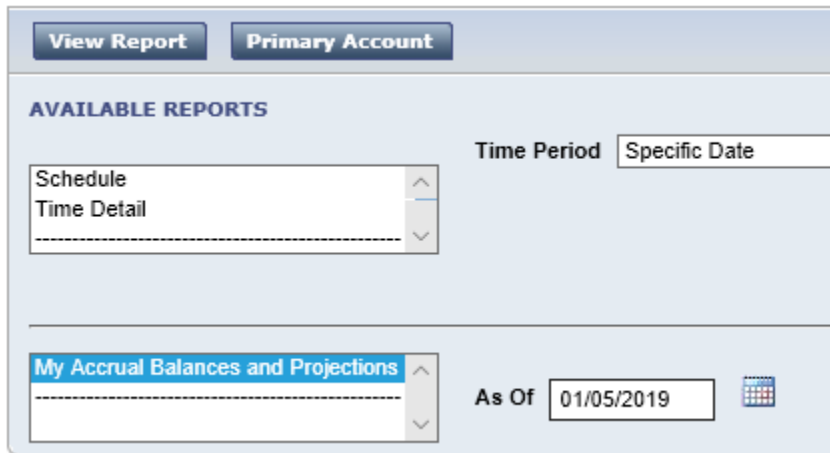 View Report Primary Account
AVAILABLE REPORTS
Time Period Specific Date
Schedule
Time Detail
--------------------------------------------------
My Accrual Balances and Projections
--------------------------------------------------
As Of 01/05/2019